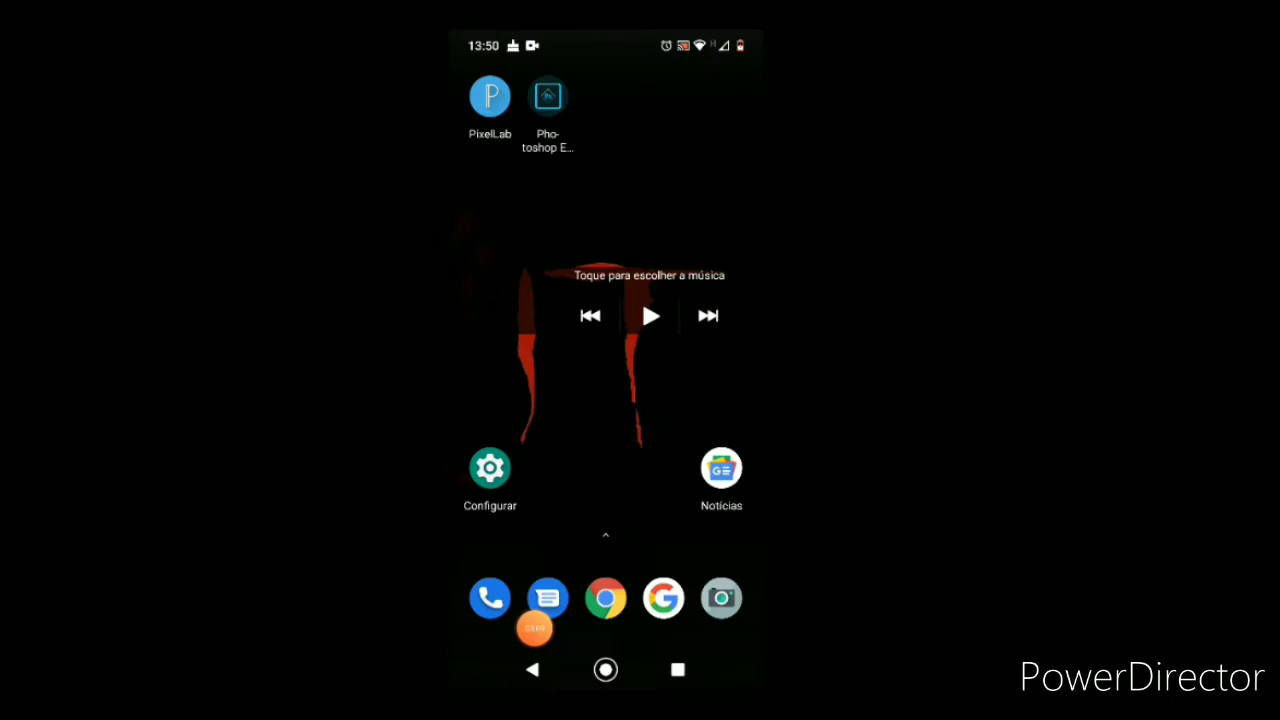 13:50
H
PixelLab
Pho-
toshop E...
Toque para escolher a música
Configurar
Notícias
PowerDirector